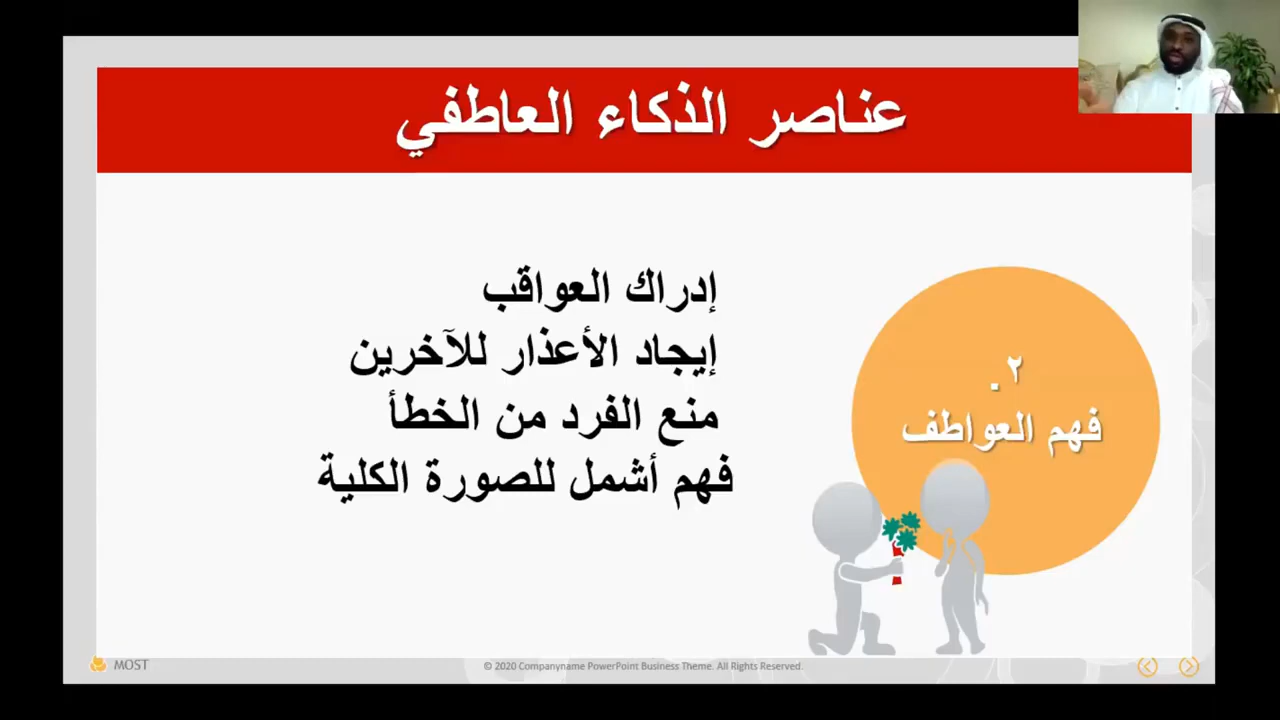 عناصر الذكاء العاطفي
إدراك العواقب
إيجاد الأعذار للآخرين
منع الفرد من الخطأ
فهم أشمل للصورة الكلية
٢.
فهم العواطف
MOST
© 2020 Companyname PowerPoint Business Theme. All Rights Reserved.